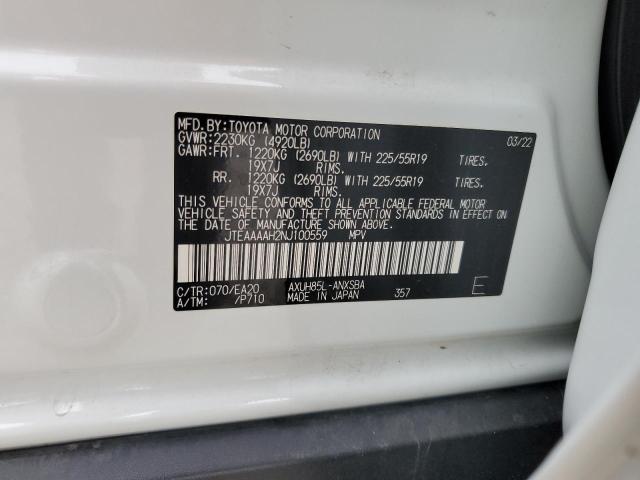 MFD.BY:TOYOTA MOTOR CORPORATION 03/22
GVWR:2230KG (4920LB)
GAWR:FRT. 1220KG (2690LB) WITH 225/55R19 TIRES.
19X7J RIMS.
RR. 1220KG (2690LB) WITH 225/55R19 TIRES.
19X7J RIMS.
THIS VEHICLE CONFORMS TO ALL APPLICABLE FEDERAL MOTOR
VEHICLE SAFETY, AND THEFT PREVENTION STANDARDS IN EFFECT ON
THE DATE OF MANUFACTURE SHOWN ABOVE.
JTEAAAAH2NJ100559 MPV
C/TR:070/EA20 AXUH85L-ANXSBA
A/TM: /P710 MADE IN JAPAN 357 E